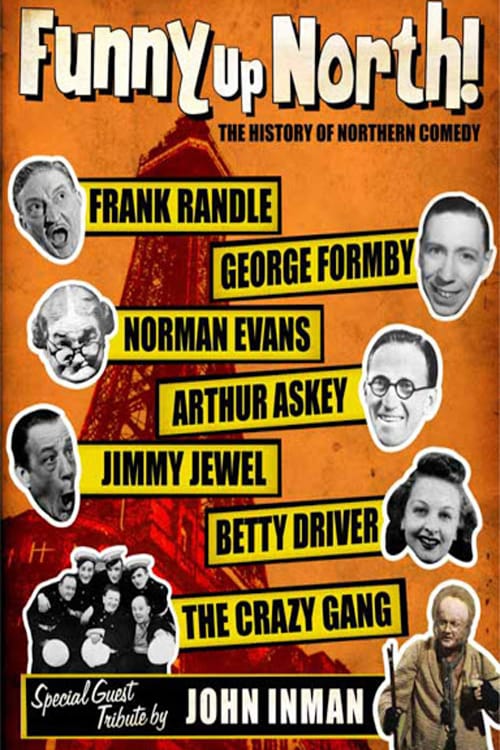 Funny up North!
THE HISTORY OF NORTHERN COMEDY
FRANK RANDLE
GEORGE FORMBY
NORMAN EVANS
ARTHUR ASKEY
JIMMY JEWEL
BETTY DRIVER
THE CRAZY GANG
Special Guest
Tribute by JOHN INMAN